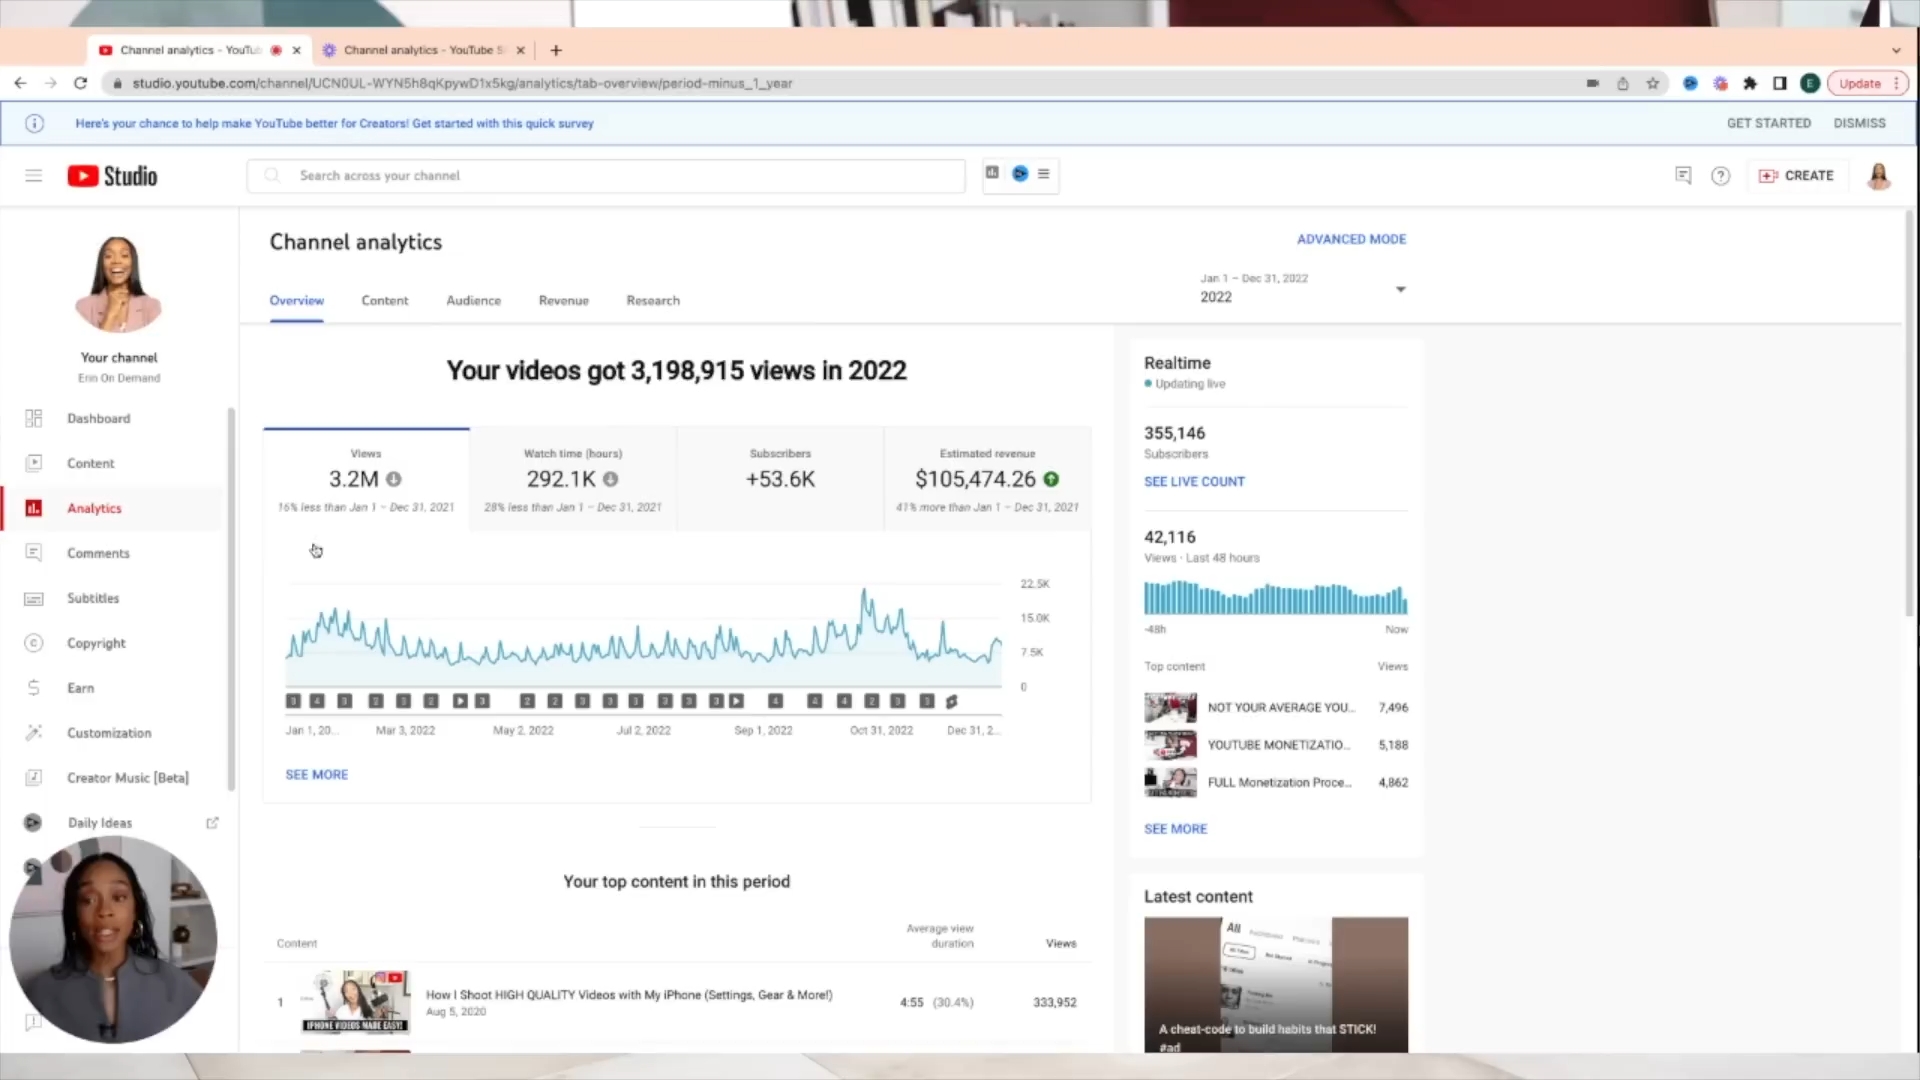 Channel analytics - YouTub
Channel analytics - YouTube S
studio.youtube.com/channel/UCN0UL-WYN5h8qKpywD1x5kg/analytics/tab-overview/period-minus_1_year
E
Update
Here's your chance to help make YouTube better for Creators! Get started with this quick survey
GET STARTED
DISMISS
Studio
Search across your channel
CREATE
Your channel
Erin On Demand
Dashboard
Content
Analytics
Comments
Subtitles
Copyright
Earn
Customization
Creator Music [Beta]
Daily Ideas
Channel analytics
ADVANCED MODE
Jan 1 – Dec 31, 2022
2022
Overview
Content
Audience
Revenue
Research
Your videos got 3,198,915 views in 2022
Views
3.2M
16% less than Jan 1 – Dec 31, 2021
Watch time (hours)
292.1K
28% less than Jan 1 – Dec 31, 2021
Subscribers
+53.6K
Estimated revenue
$105,474.26
41% more than Jan 1 – Dec 31, 2021
22.5K
15.0K
7.5K
0
Jan 1, 20...
Mar 3, 2022
May 2, 2022
Jul 2, 2022
Sep 1, 2022
Oct 31, 2022
Dec 31, 2...
SEE MORE
Your top content in this period
Content
Average view
duration
Views
1
IPHONE VIDEOS MADE EASY!
How I Shoot HIGH QUALITY Videos with My iPhone (Settings, Gear & More!)
Aug 5, 2020
4:55 (30.4%)
333,952
Realtime
Updating live
355,146
Subscribers
SEE LIVE COUNT
42,116
Views · Last 48 hours
-48h
Now
Top content
Views
NOT YOUR AVERAGE YOU...
7,496
YOUTUBE MONETIZATIO...
5,188
FULL Monetization Proce...
4,862
SEE MORE
Latest content
All
A cheat-code to build habits that STICK!
#ad